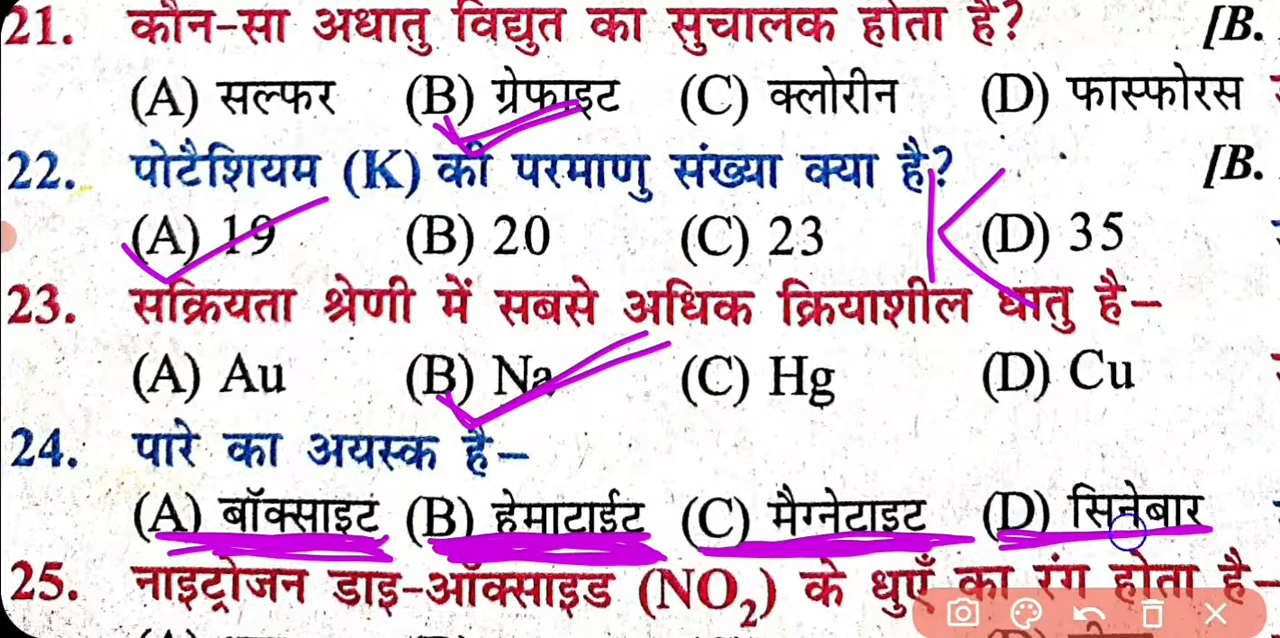 21. कौन-सा अधातु विद्युत का सुचालक होता है? [B.
(A) सल्फर (B) ग्रेफाइट (C) क्लोरीन (D) फास्फोरस
22. पोटैशियम (K) की परमाणु संख्या क्या है? [B.
(A) 19 (B) 20 (C) 23 (D) 35
K
23. सक्रियता श्रेणी में सबसे अधिक क्रियाशील धातु है–
(A) Au (B) Na (C) Hg (D) Cu
24. पारे का अयस्क है–
(A) बॉक्साइट (B) हेमाटाईट (C) मैग्नेटाइट (D) सिनेबार
25. नाइट्रोजन डाइ-ऑक्साइड (NO₂) के धुएँ का रंग होता है–